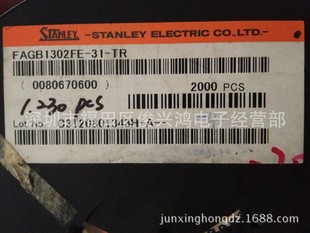 STANLEY -STANLEY ELECTRIC CO.,LTD.-
FAGB1302FE-31-TR
( 0080670600 ) 2000 PCS
1.230 pcs
Lot No. C3120801343H-A--
junxinghongdz.1688.com